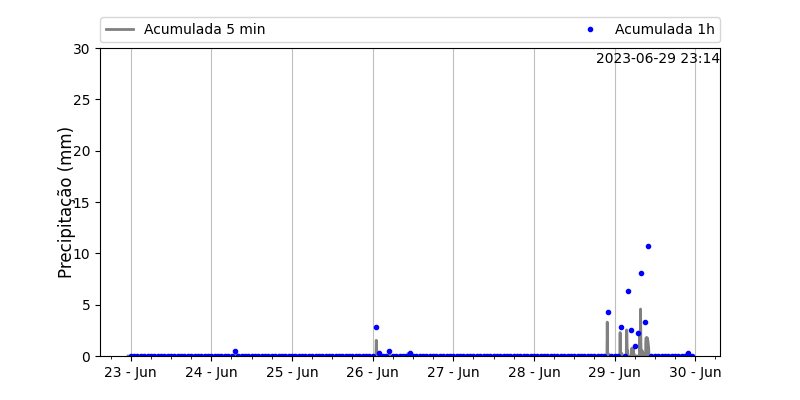 Acumulada 5 min
Acumulada 1h
2023-06-29 23:14
Precipitação (mm)
30
25
20
15
10
5
0
23 - Jun
24 - Jun
25 - Jun
26 - Jun
27 - Jun
28 - Jun
29 - Jun
30 - Jun